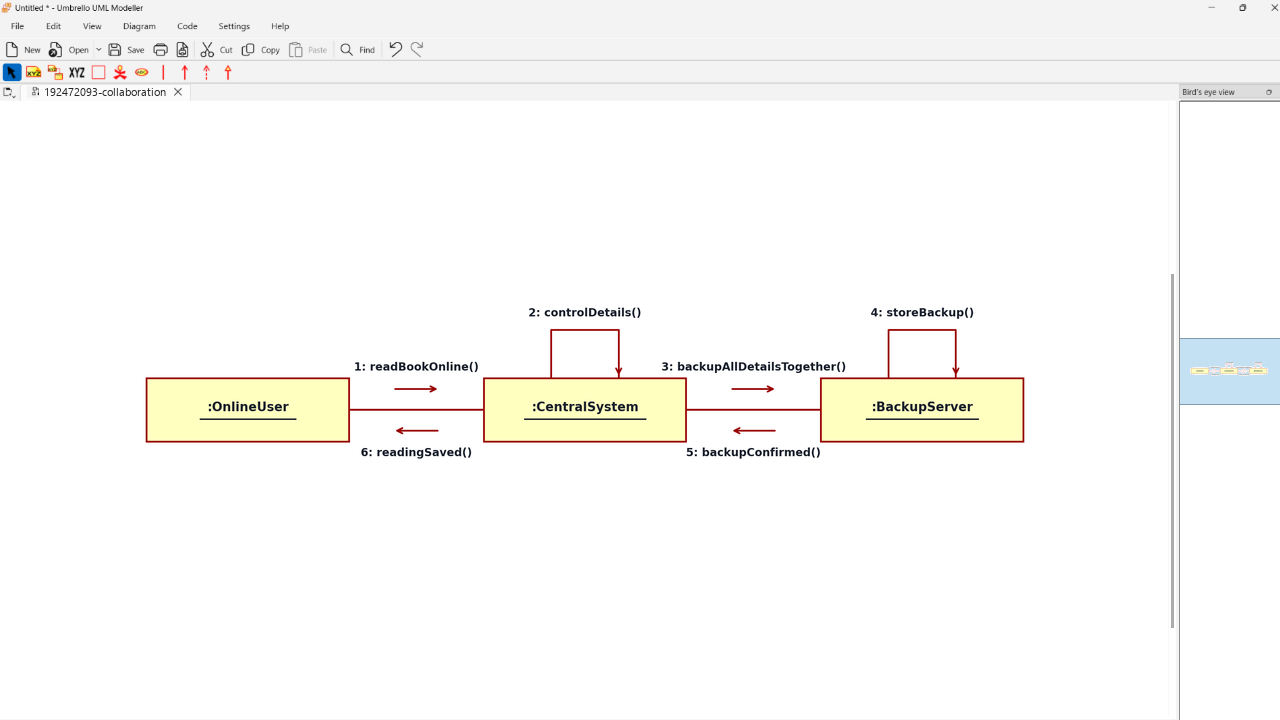 Untitled * - Umbrello UML Modeller
File Edit View Diagram Code Settings Help
New Open Save Cut Copy Paste Find
XYZ XYZ
192472093-collaboration
Bird's eye view
2: controlDetails()
4: storeBackup()
1: readBookOnline()
3: backupAllDetailsTogether()
:OnlineUser
:CentralSystem
:BackupServer
6: readingSaved()
5: backupConfirmed()